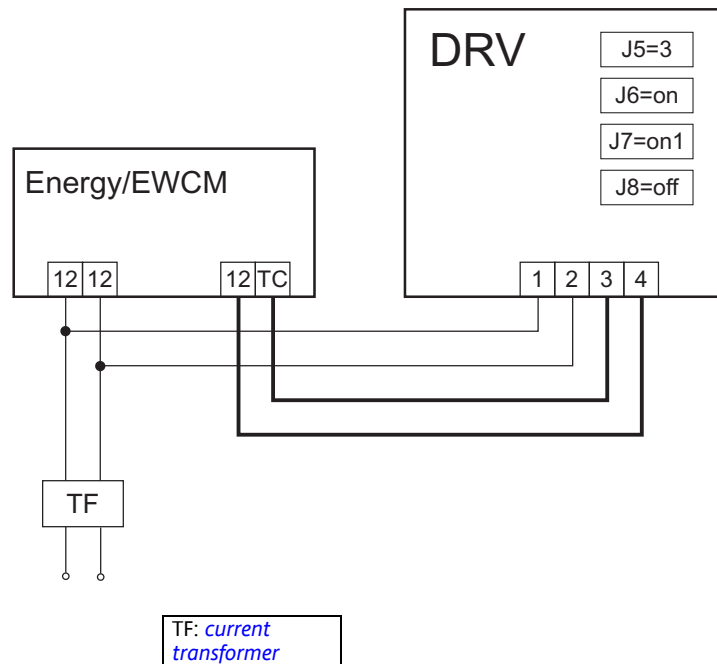 DRV
J5=3
J6=on
J7=on1
J8=off
Energy/EWCM
12 12 12 TC
1 2 3 4
TF
TF: current
transformer